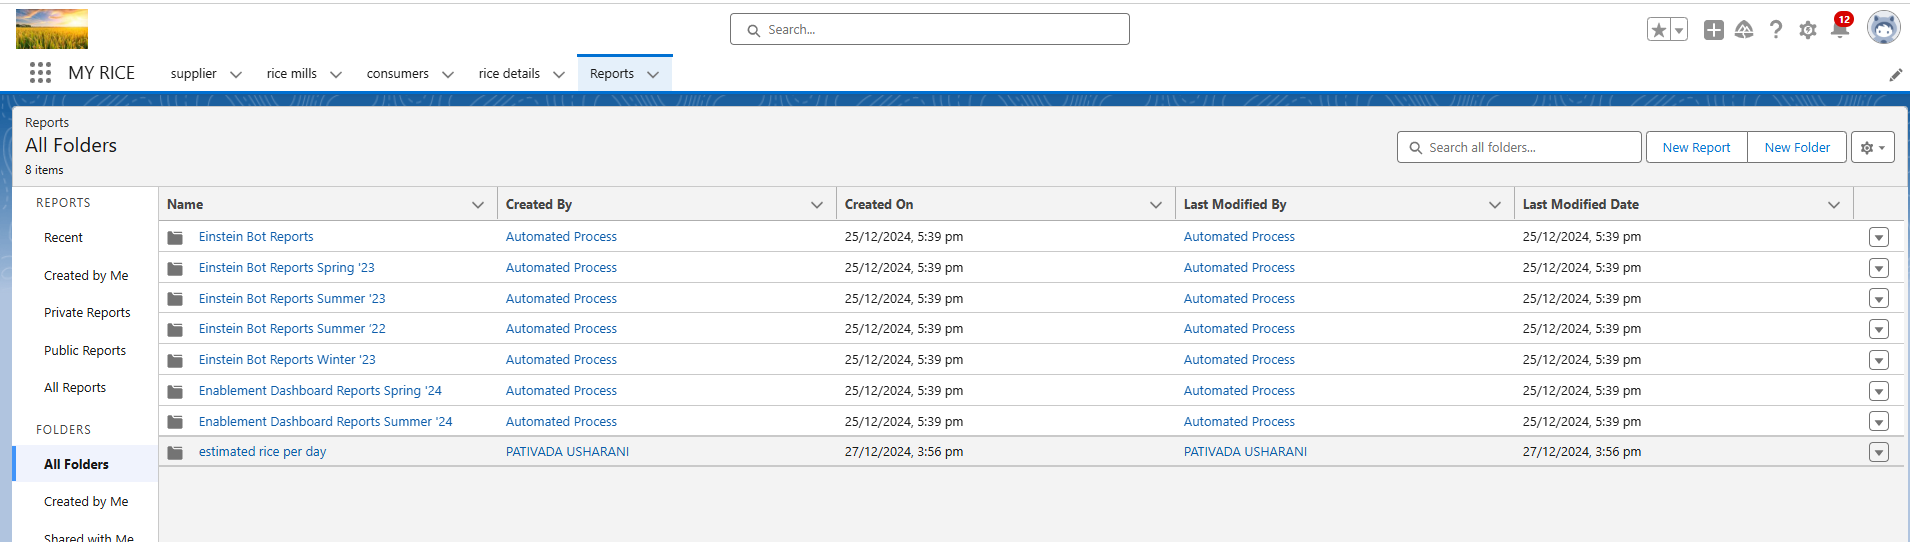 Search...
12
MY RICE
supplier
rice mills
consumers
rice details
Reports
Reports
All Folders
8 items
Search all folders...
New Report
New Folder
REPORTS
Recent
Created by Me
Private Reports
Public Reports
All Reports
FOLDERS
All Folders
Created by Me
Shared with Me
Name Created By Created On Last Modified By Last Modified Date
Einstein Bot Reports Automated Process 25/12/2024, 5:39 pm Automated Process 25/12/2024, 5:39 pm
Einstein Bot Reports Spring '23 Automated Process 25/12/2024, 5:39 pm Automated Process 25/12/2024, 5:39 pm
Einstein Bot Reports Summer '23 Automated Process 25/12/2024, 5:39 pm Automated Process 25/12/2024, 5:39 pm
Einstein Bot Reports Summer '22 Automated Process 25/12/2024, 5:39 pm Automated Process 25/12/2024, 5:39 pm
Einstein Bot Reports Winter '23 Automated Process 25/12/2024, 5:39 pm Automated Process 25/12/2024, 5:39 pm
Enablement Dashboard Reports Spring '24 Automated Process 25/12/2024, 5:39 pm Automated Process 25/12/2024, 5:39 pm
Enablement Dashboard Reports Summer '24 Automated Process 25/12/2024, 5:39 pm Automated Process 25/12/2024, 5:39 pm
estimated rice per day PATIVADA USHARANI 27/12/2024, 3:56 pm PATIVADA USHARANI 27/12/2024, 3:56 pm